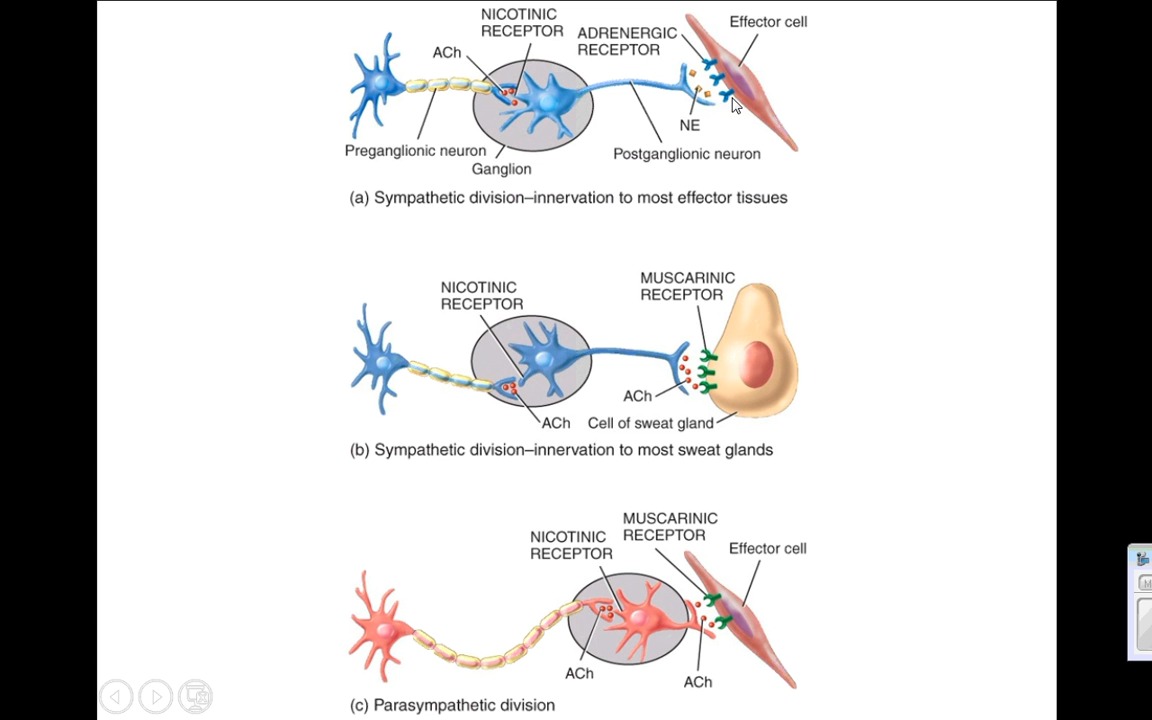 NICOTINIC
RECEPTOR
ADRENERGIC
RECEPTOR
Effector cell
ACh
NE
Preganglionic neuron
Postganglionic neuron
Ganglion
(a) Sympathetic division–innervation to most effector tissues
MUSCARINIC
RECEPTOR
NICOTINIC
RECEPTOR
ACh
ACh
Cell of sweat gland
(b) Sympathetic division–innervation to most sweat glands
MUSCARINIC
RECEPTOR
NICOTINIC
RECEPTOR
Effector cell
ACh
ACh
(c) Parasympathetic division